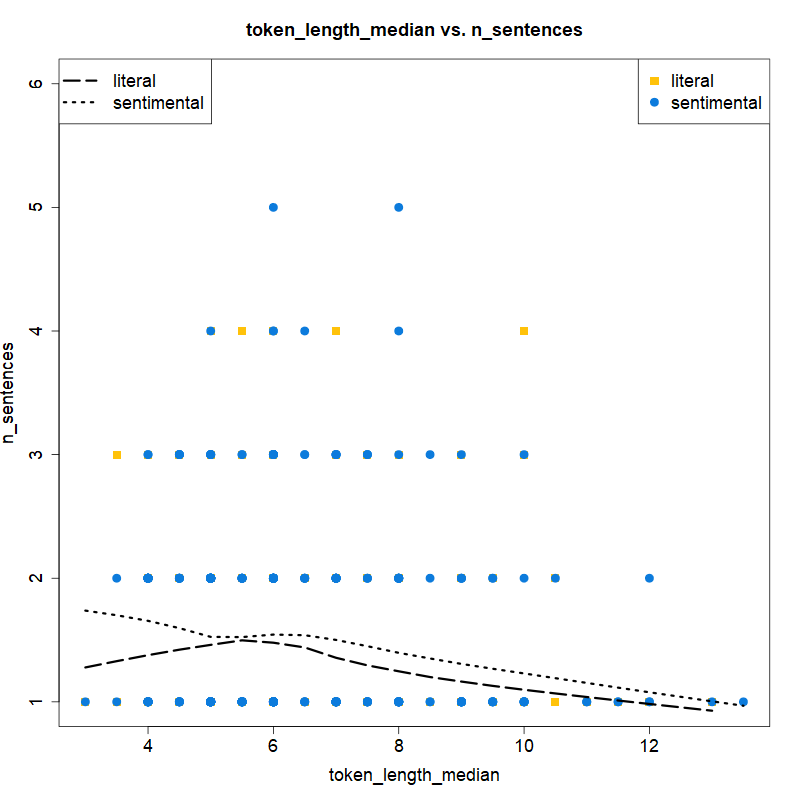 token_length_median vs. n_sentences
literal
sentimental
literal
sentimental
6
5
4
3
2
1
n_sentences
4
6
8
10
12
token_length_median